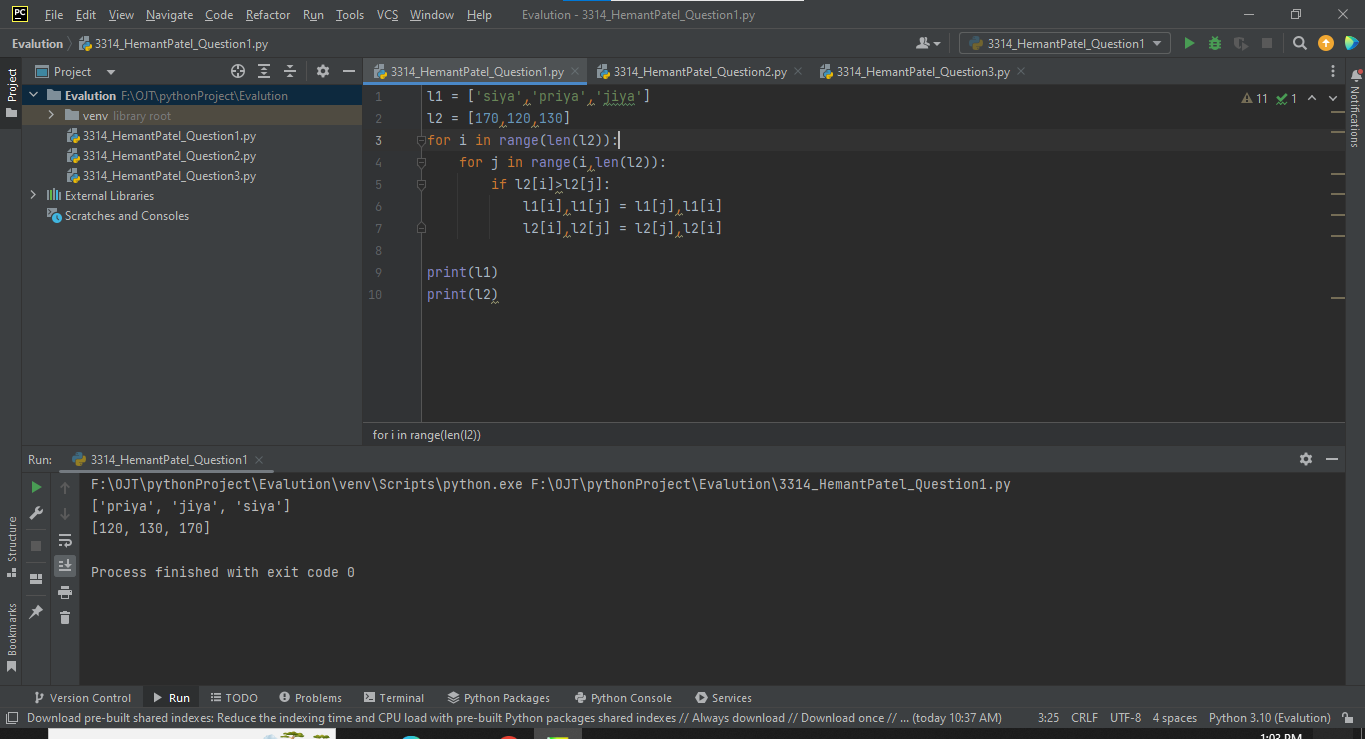 PC File Edit View Navigate Code Refactor Run Tools VCS Window Help Evalution - 3314_HemantPatel_Question1.py
Evalution 3314_HemantPatel_Question1.py 3314_HemantPatel_Question1
Project Project 3314_HemantPatel_Question1.py 3314_HemantPatel_Question2.py 3314_HemantPatel_Question3.py Notifications
Evalution F:\OJT\pythonProject\Evalution
venv library root
3314_HemantPatel_Question1.py
3314_HemantPatel_Question2.py
3314_HemantPatel_Question3.py
External Libraries
Scratches and Consoles
1 l1 = ['siya','priya','jiya'] 11 1
2 l2 = [170,120,130]
3 for i in range(len(l2)):
4 for j in range(i,len(l2)):
5 if l2[i]>l2[j]:
6 l1[i],l1[j] = l1[j],l1[i]
7 l2[i],l2[j] = l2[j],l2[i]
8
9 print(l1)
10 print(l2)
for i in range(len(l2))
Run: 3314_HemantPatel_Question1
F:\OJT\pythonProject\Evalution\venv\Scripts\python.exe F:\OJT\pythonProject\Evalution\3314_HemantPatel_Question1.py
['priya', 'jiya', 'siya']
[120, 130, 170]
Process finished with exit code 0
Structure
Bookmarks
Version Control Run TODO Problems Terminal Python Packages Python Console Services
Download pre-built shared indexes: Reduce the indexing time and CPU load with pre-built Python packages shared indexes // Always download // Download once // ... (today 10:37 AM) 3:25 CRLF UTF-8 4 spaces Python 3.10 (Evalution)
1:03 PM